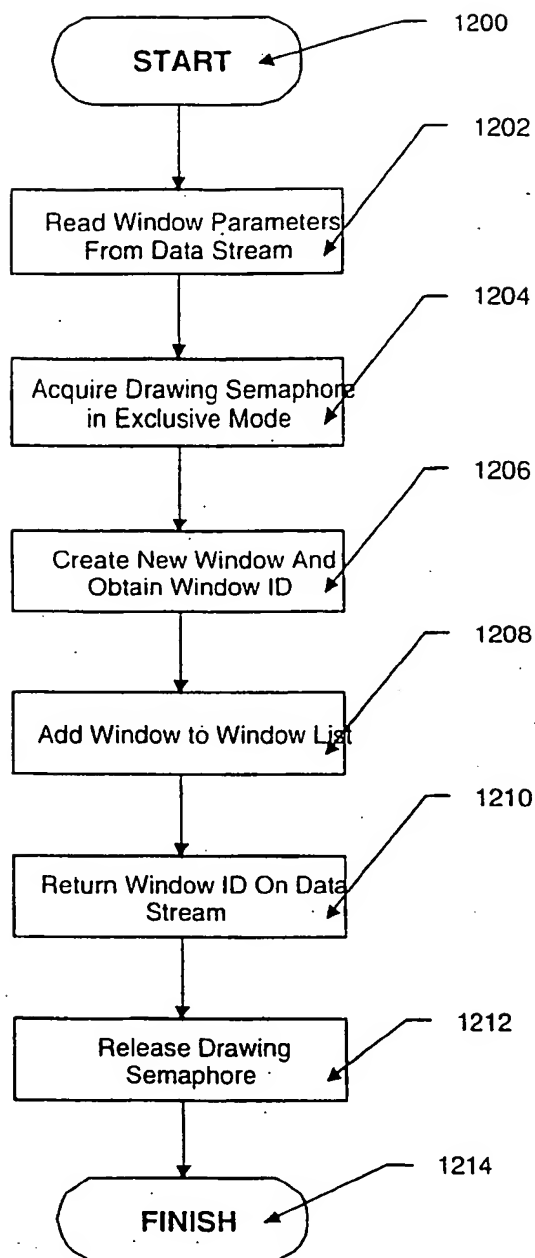 1200
START
1202
Read Window Parameters
From Data Stream
1204
Acquire Drawing Semaphore
in Exclusive Mode
1206
Create New Window And
Obtain Window ID
1208
Add Window to Window List
1210
Return Window ID On Data
Stream
1212
Release Drawing
Semaphore
1214
FINISH